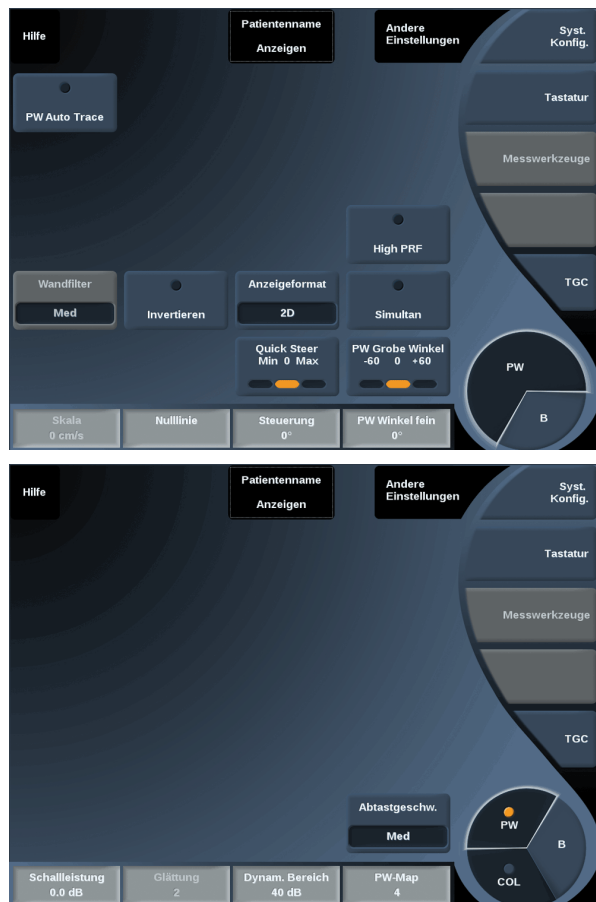 Hilfe
Patientenname
Anzeigen
Andere
Einstellungen
Syst.
Konfig.
PW Auto Trace
Tastatur
Messwerkzeuge
High PRF
TGC
Wandfilter
Med
Invertieren
Anzeigeformat
2D
Simultan
Quick Steer
Min 0 Max
PW Grobe Winkel
-60 0 +60
PW
B
Skala
0 cm/s
Nulllinie
Steuerung
0°
PW Winkel fein
0°
Hilfe
Patientenname
Anzeigen
Andere
Einstellungen
Syst.
Konfig.
Tastatur
Messwerkzeuge
TGC
Abtastgeschw.
Med
PW
B
COL
Schallleistung
0.0 dB
Glättung
2
Dynam. Bereich
40 dB
PW-Map
4